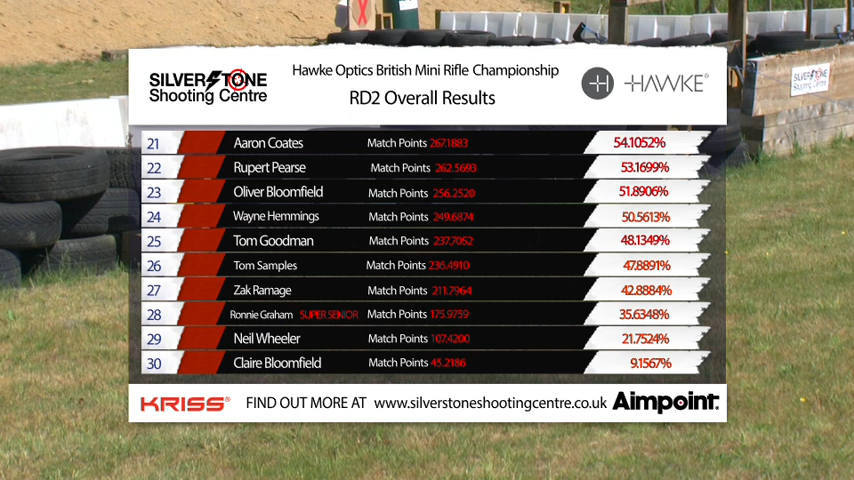 SILVERSTONE
Shooting Centre
Hawke Optics British Mini Rifle Championship
RD2 Overall Results
HAWKE®
SILVERSTONE
Shooting Centre
21 Aaron Coates Match Points 267.1883 54.1052%
22 Rupert Pearse Match Points 262.5693 53.1699%
23 Oliver Bloomfield Match Points 256.2520 51.8906%
24 Wayne Hemmings Match Points 249.6874 50.5613%
25 Tom Goodman Match Points 237.7052 48.1349%
26 Tom Samples Match Points 236.4910 47.8891%
27 Zak Ramage Match Points 211.7964 42.8884%
28 Ronnie Graham SUPER SENIOR Match Points 175.9759 35.6348%
29 Neil Wheeler Match Points 107.4200 21.7524%
30 Claire Bloomfield Match Points 45.2186 9.1567%
KRISS® FIND OUT MORE AT www.silverstoneshootingcentre.co.uk Aimpoint®